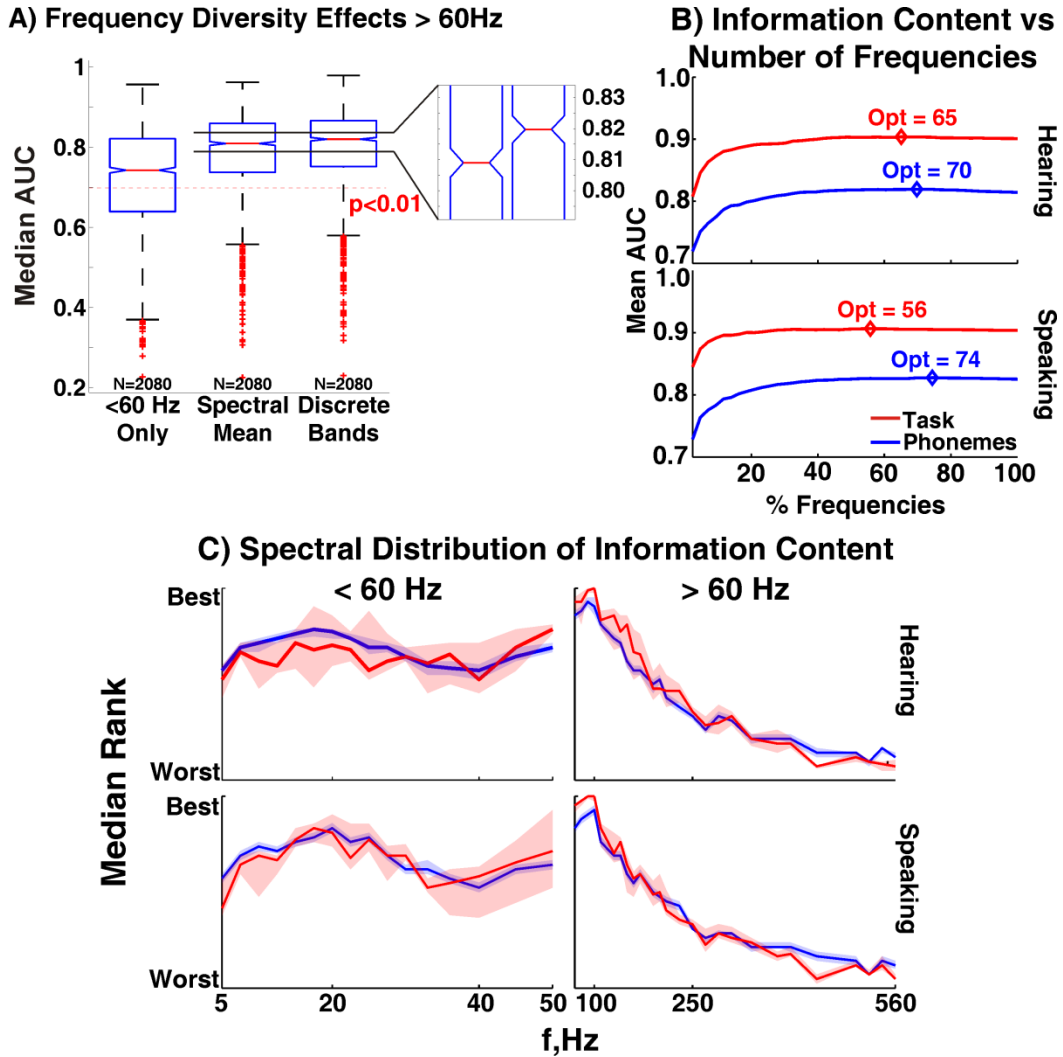 A) Frequency Diversity Effects > 60Hz
Median AUC
1
0.8
0.6
0.4
0.2
p<0.01
0.83
0.82
0.81
0.80
N=2080
N=2080
N=2080
<60 Hz
Only
Spectral
Mean
Discrete
Bands
B) Information Content vs
Number of Frequencies
Mean AUC
1.0
0.9
0.8
0.7
Opt = 65
Opt = 70
Hearing
1.0
0.9
0.8
0.7
Opt = 56
Opt = 74
Task
Phonemes
Speaking
20
40
60
80
100
% Frequencies
C) Spectral Distribution of Information Content
< 60 Hz
> 60 Hz
Median Rank
Best
Worst
Hearing
Best
Worst
Speaking
5
20
40
50
100
250
560
f,Hz